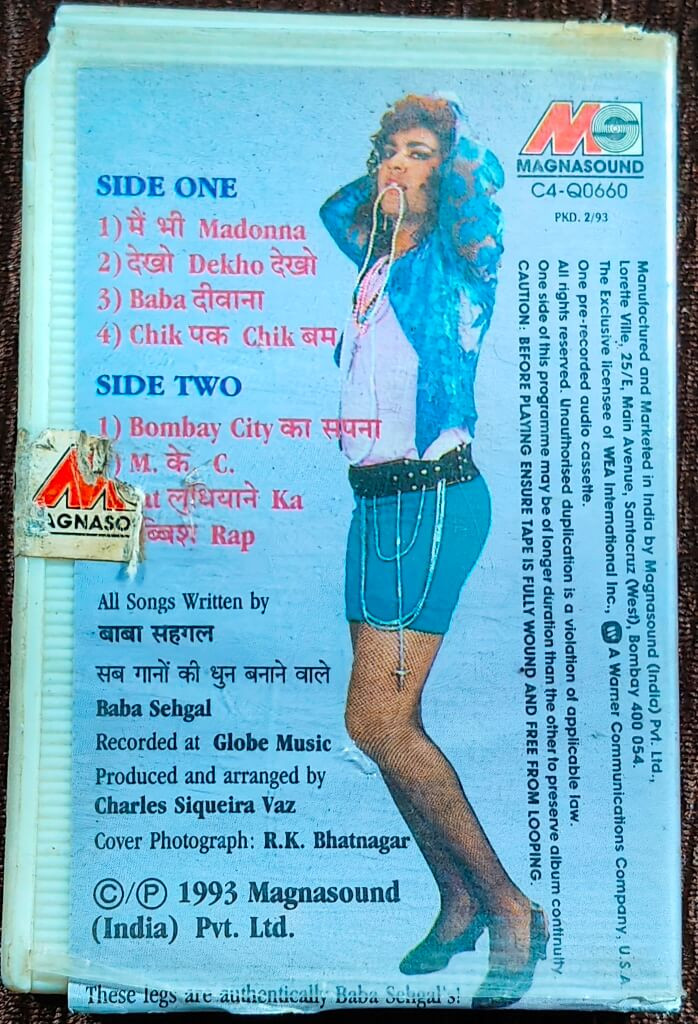 SIDE ONE
1) मैं भी Madonna
2) देखो Dekho देखो
3) Baba दीवाना
4) Chik पक Chik बम
SIDE TWO
1) Bombay City का सपना
) M. के. C.
लुधियाने Ka
Rap
AGNASO
All Songs Written by
बाबा सहगल
सब गानों की धुन बनाने वाले
Baba Sehgal
Recorded at Globe Music
Produced and arranged by
Charles Siqueira Vaz
Cover Photograph: R.K. Bhatnagar
©/℗ 1993 Magnasound
(India) Pvt. Ltd.
These legs are authentically Baba Sehgal's!
MAGNASOUND
C4-Q0660
PKD. 2/93
Manufactured and Marketed in India by Magnasound (India) Pvt. Ltd.,
Lorette Ville, 25/E, Main Avenue, Santacruz (West), Bombay 400 054.
The Exclusive licensee of WEA International Inc., A Warner Communications Company, U.S.A.
One pre-recorded audio cassette.
All rights reserved. Unauthorised duplication is a violation of applicable law.
One side of this programme may be of longer duration than the other to preserve album continuity
CAUTION: BEFORE PLAYING ENSURE TAPE IS FULLY WOUND AND FREE FROM LOOPING.